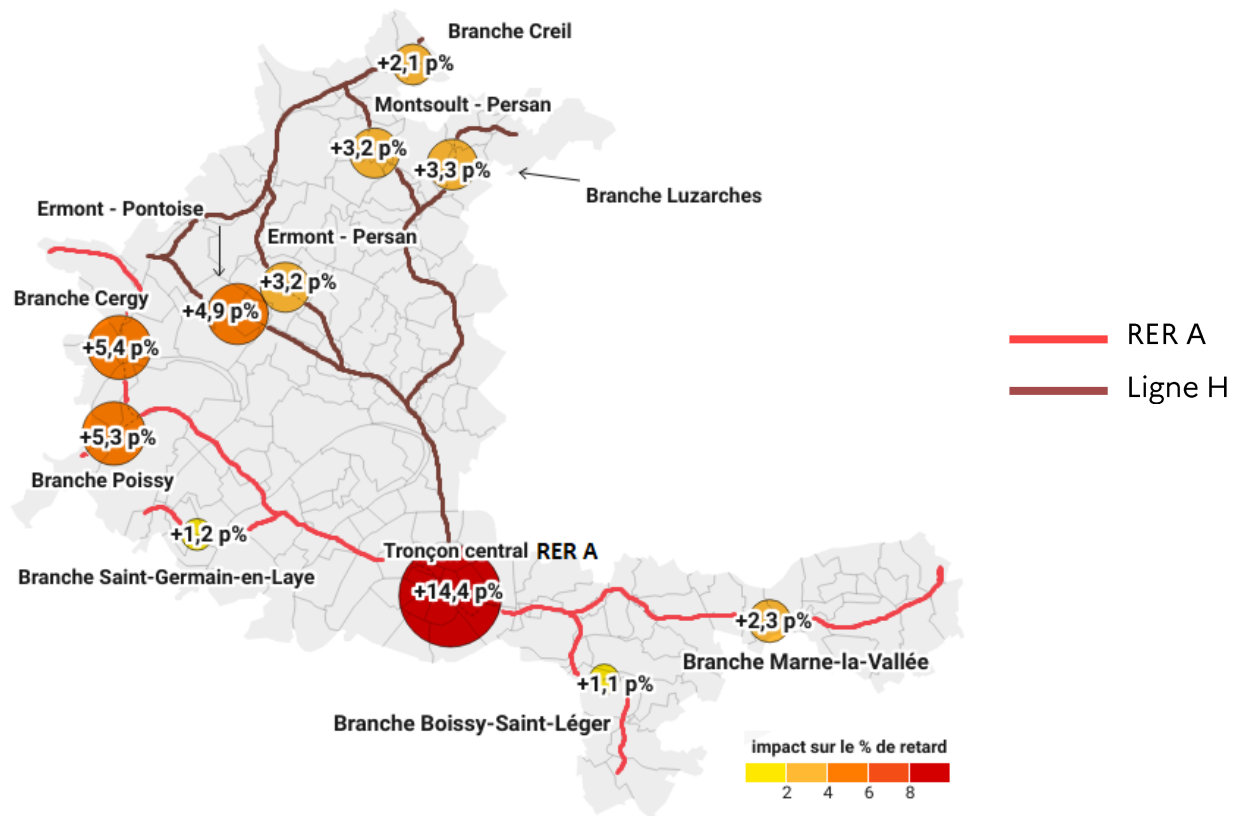 Branche Creil
+2,1 p%
Montsoult - Persan
+3,2 p%
+3,3 p%
Branche Luzarches
Ermont - Pontoise
Ermont - Persan
+3,2 p%
+4,9 p%
Branche Cergy
+5,4 p%
RER A
Ligne H
+5,3 p%
Branche Poissy
+1,2 p%
Branche Saint-Germain-en-Laye
Tronçon central RER A
+14,4 p%
+2,3 p%
Branche Marne-la-Vallée
+1,1 p%
Branche Boissy-Saint-Léger
impact sur le % de retard
2 4 6 8